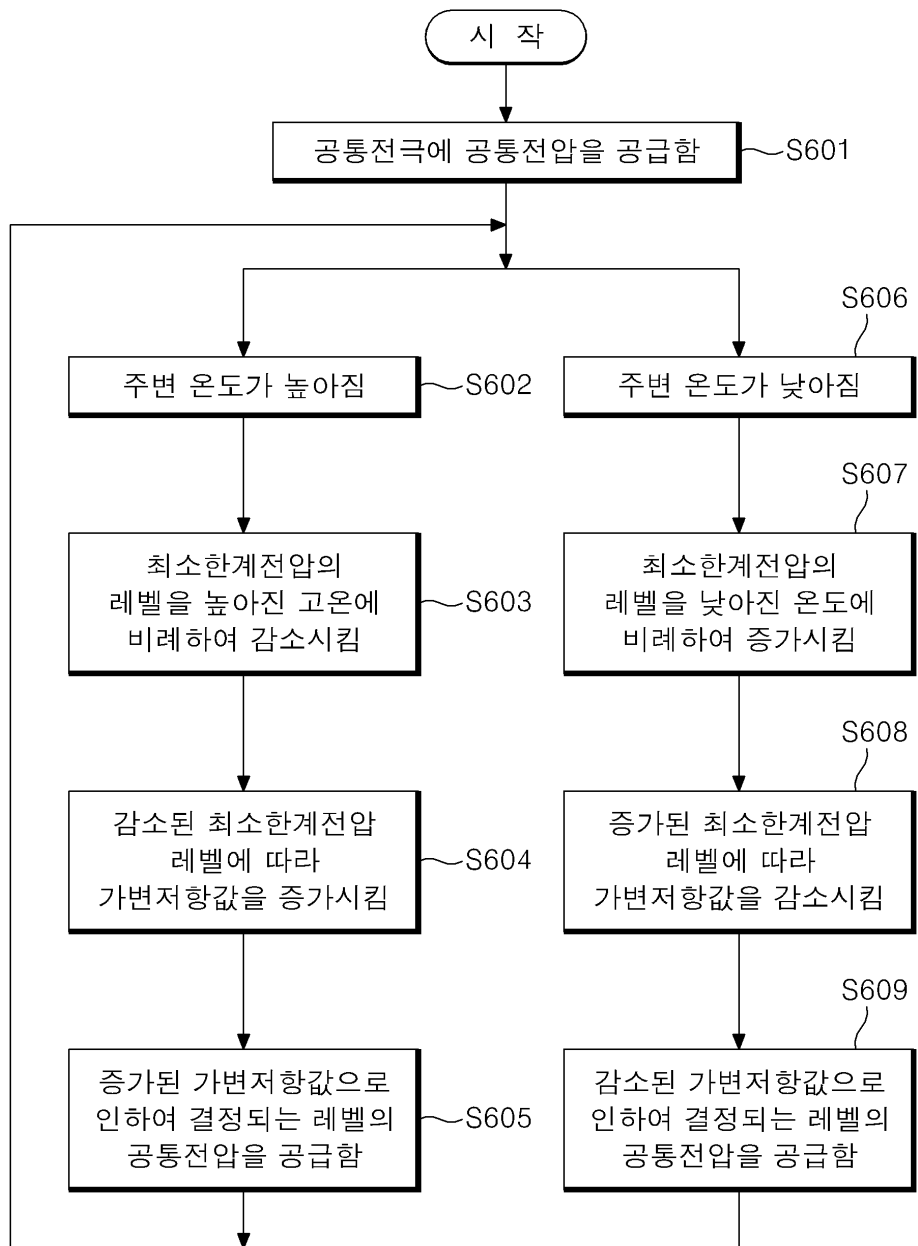 시 작
공통전극에 공통전압을 공급함
S601
S606
주변 온도가 높아짐
S602
주변 온도가 낮아짐
S607
최소한계전압의
레벨을 높아진 고온에
비례하여 감소시킴
S603
최소한계전압의
레벨을 낮아진 온도에
비례하여 증가시킴
S608
감소된 최소한계전압
레벨에 따라
가변저항값을 증가시킴
S604
증가된 최소한계전압
레벨에 따라
가변저항값을 감소시킴
S609
증가된 가변저항값으로
인하여 결정되는 레벨의
공통전압을 공급함
S605
감소된 가변저항값으로
인하여 결정되는 레벨의
공통전압을 공급함